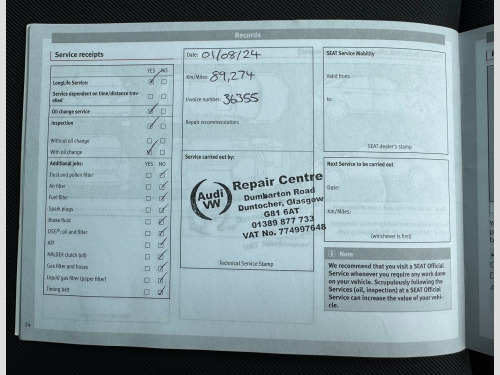 Records
Service receipts
YES NO
LongLife Service:
Service dependent on time/distance trav-
elled
Oil change service
Inspection
Without oil change
With oil change
Additional jobs: YES NO
Dust and pollen filter
Air filter
Fuel filter
Spark plugs
Brake fluid
DSG®: oil and filter
ATF
HALDEX clutch (oil)
Gas filter and hoses
Liquid gas filter (paper filter)
Timing belt
24
Date: 01/08/24
Km/Miles: 89,274
Invoice number: 36355
Repair recommendation:
Service carried out by:
Audi
VW
Repair Centre
Dumbarton Road
Duntocher, Glasgow
G81 6AT
01389 877 733
VAT No. 774997648
Technical Service Stamp
SEAT Service Mobility
Valid from:
to:
SEAT dealer's stamp
Next Service to be carried out
Date:
Km/Miles:
(whichever is first)
Note
We recommend that you visit a SEAT Official
Service whenever you require any work done
on your vehicle. Scrupulously following the
Services (oil, inspection) at a SEAT Official
Service can increase the value of your vehi-
cle.